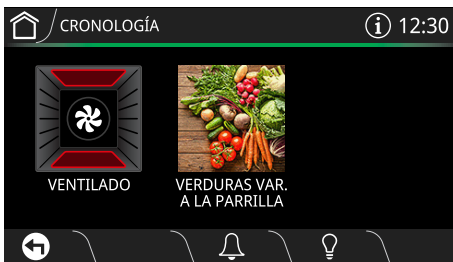 CRONOLOGÍA
i 12:30
VENTILADO
VERDURAS VAR.
A LA PARRILLA